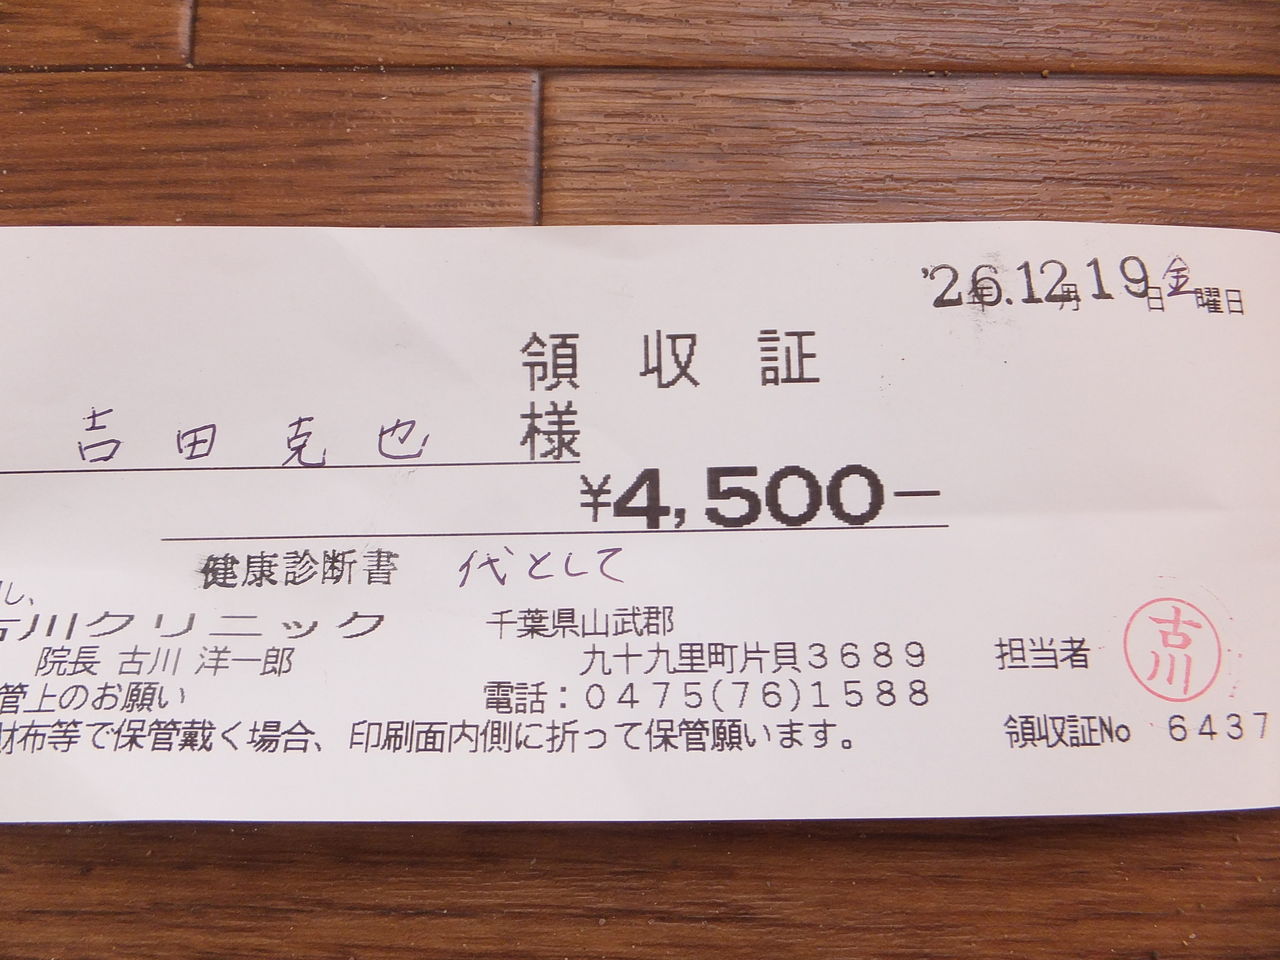 '26.12.19 年月日 金曜日
領収証
吉田克也 様
¥4,500−
健康診断書 代として
し、
古川クリニック 千葉県山武郡
院長 古川 洋一郎 九十九里町片貝3689 担当者 古川
管上のお願い 電話：0475(76)1588
財布等で保管戴く場合、印刷面内側に折って保管願います。 領収証No 6437